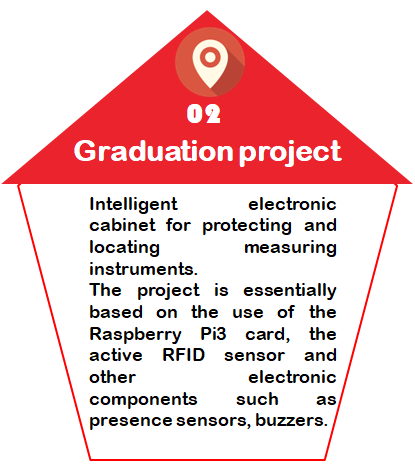 02
Graduation project
Intelligent electronic
cabinet for protecting and
locating measuring
instruments.
The project is essentially
based on the use of the
Raspberry Pi3 card, the
active RFID sensor and
other electronic
components such as
presence sensors, buzzers.